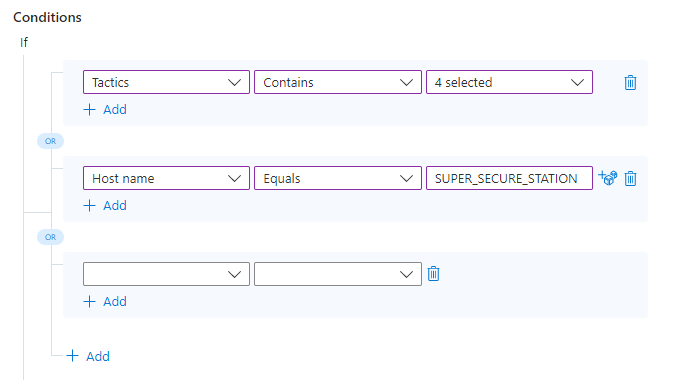 Conditions
If
Tactics Contains 4 selected
+ Add
OR
Host name Equals SUPER_SECURE_STATION
+ Add
OR
+ Add
+ Add